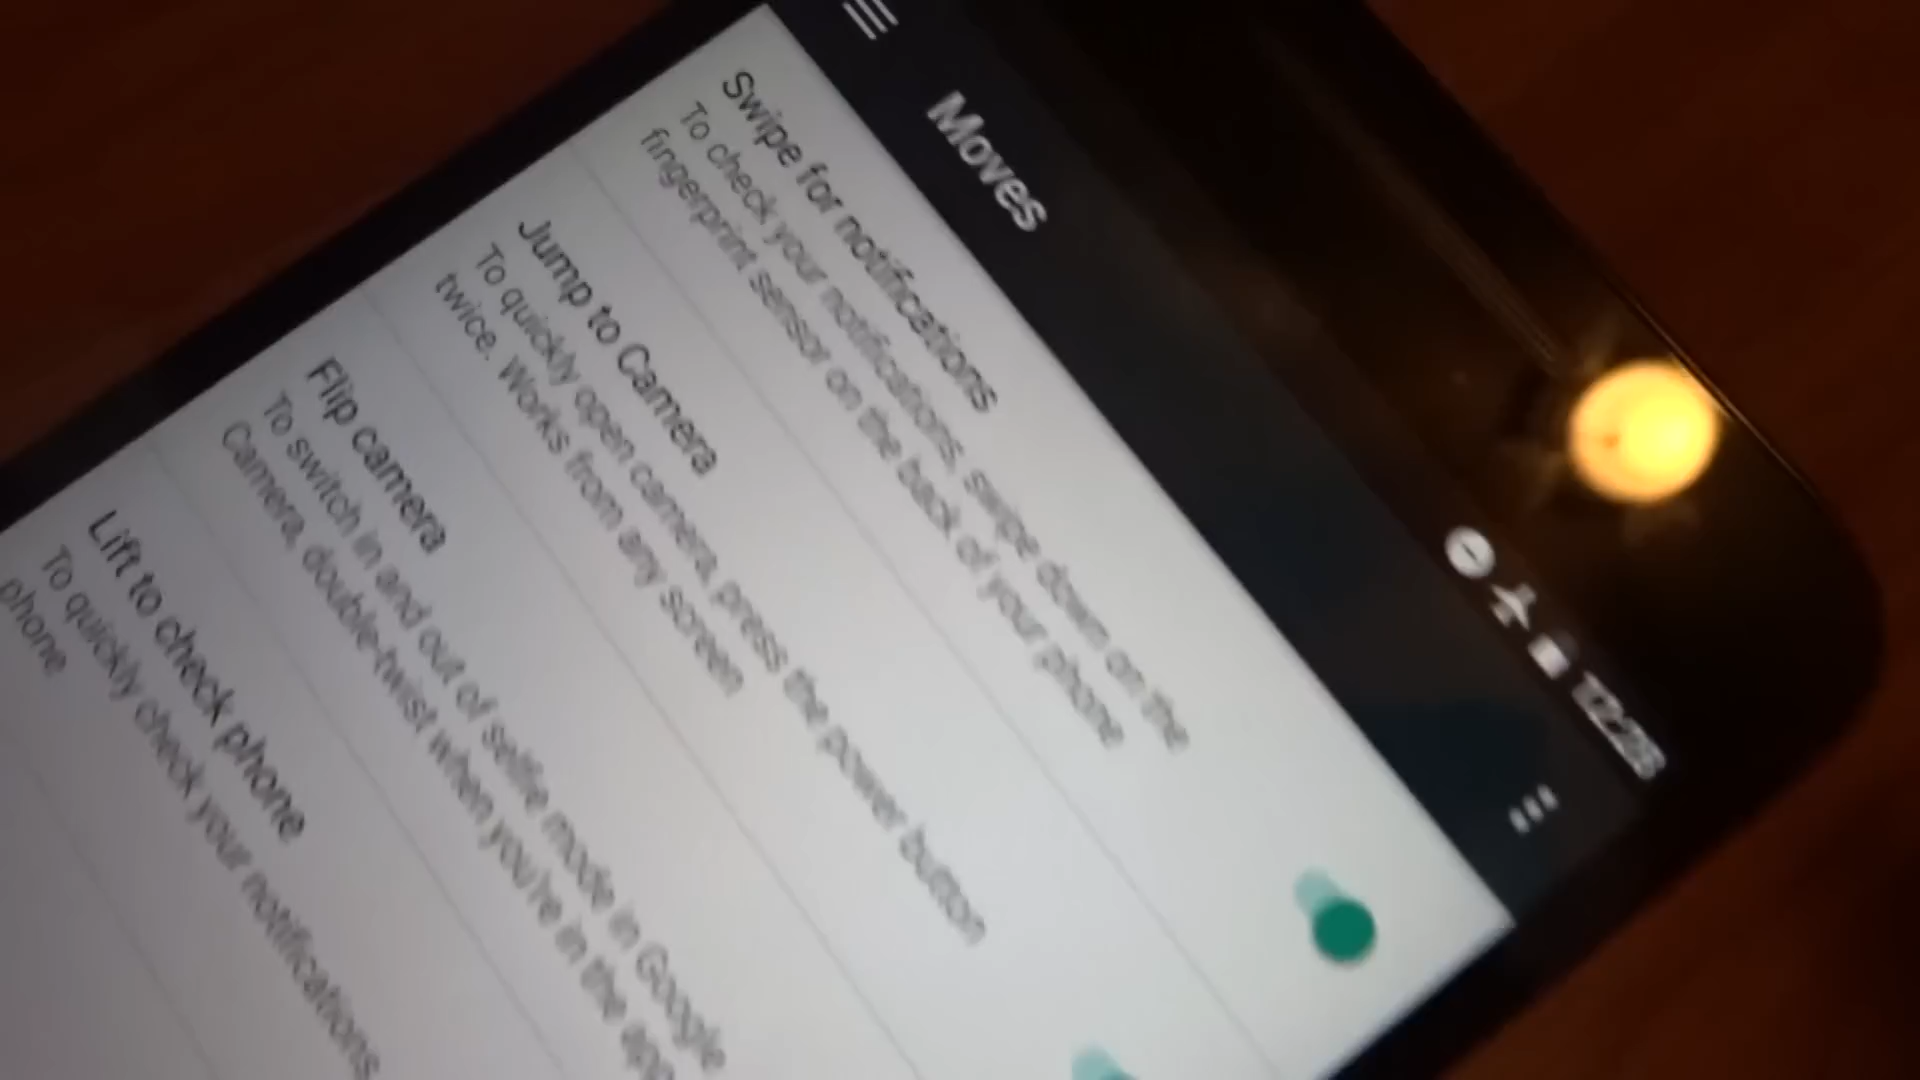 12:25
Moves
Swipe for notifications
To check your notifications, swipe down on the
fingerprint sensor on the back of your phone
Jump to Camera
To quickly open camera, press the power button
twice. Works from any screen
Flip camera
To switch in and out of selfie mode in Google
Camera, double-twist when you're in the app
Lift to check phone
To quickly check your notifications
phone